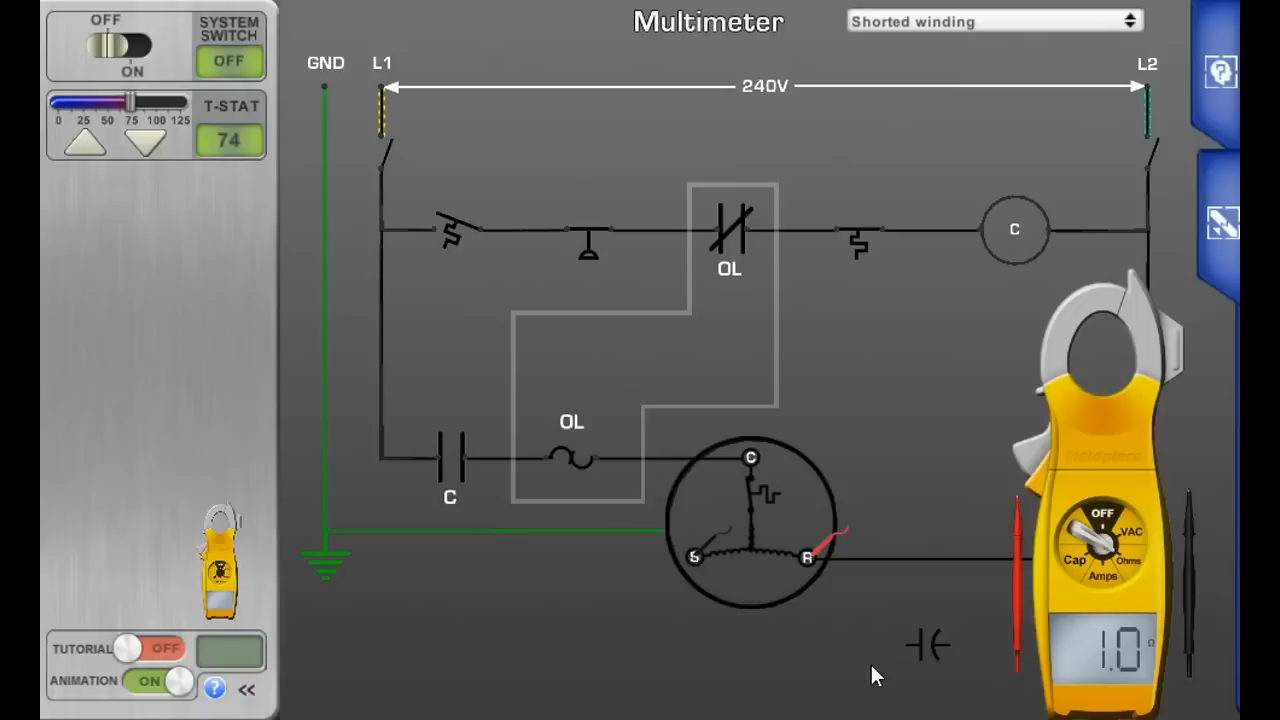 OFF
ON
SYSTEM
SWITCH
OFF
0 25 50 75 100 125
T-STAT
74
Multimeter
Shorted winding
GND
L1
L2
240V
OL
C
OL
C
C
S
R
OFF
VAC
Ohms
Amps
Cap
1.0 Ω
TUTORIAL OFF
ANIMATION ON
? <<